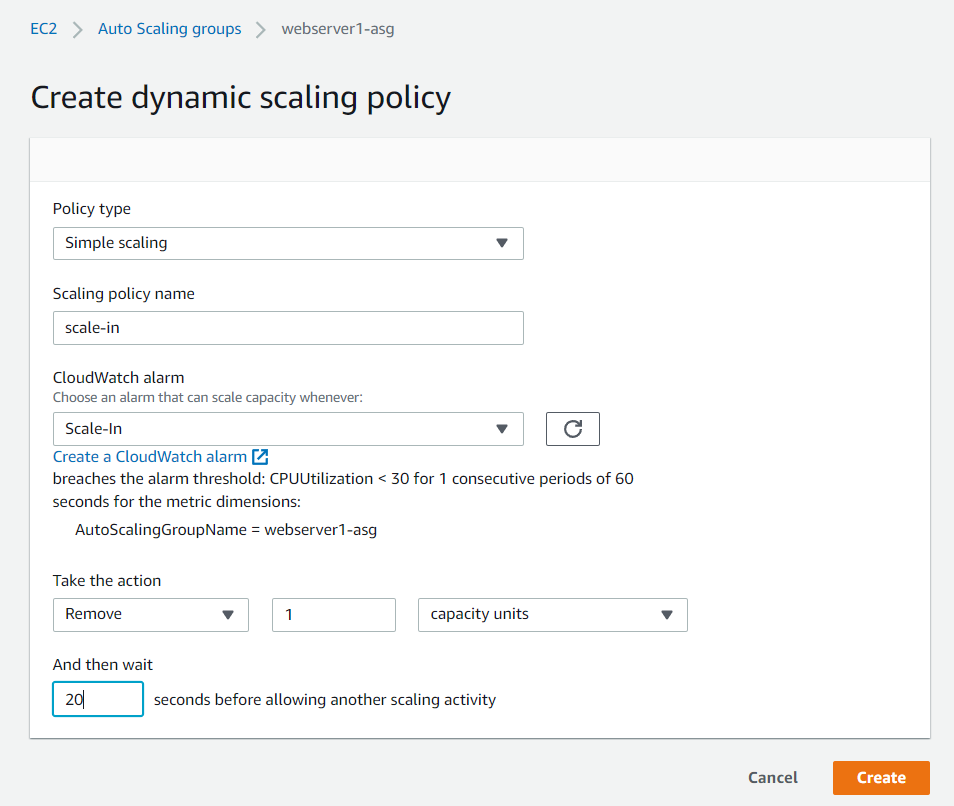 EC2 > Auto Scaling groups > webserver1-asg
Create dynamic scaling policy
Policy type
Simple scaling
Scaling policy name
scale-in
CloudWatch alarm
Choose an alarm that can scale capacity whenever:
Scale-In
Create a CloudWatch alarm
breaches the alarm threshold: CPUUtilization < 30 for 1 consecutive periods of 60
seconds for the metric dimensions:
AutoScalingGroupName = webserver1-asg
Take the action
Remove 1 capacity units
And then wait
20 seconds before allowing another scaling activity
Cancel Create